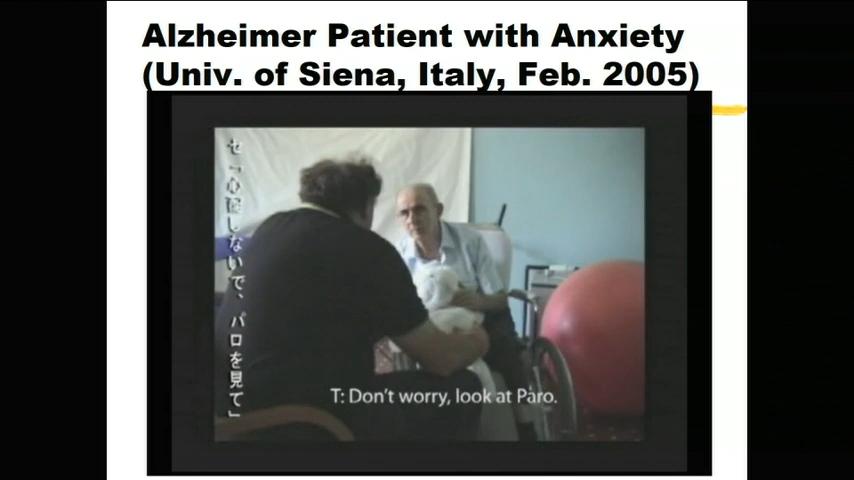 Alzheimer Patient with Anxiety
(Univ. of Siena, Italy, Feb. 2005)
セ「心配しないで、パロを見て」
T: Don't worry, look at Paro.